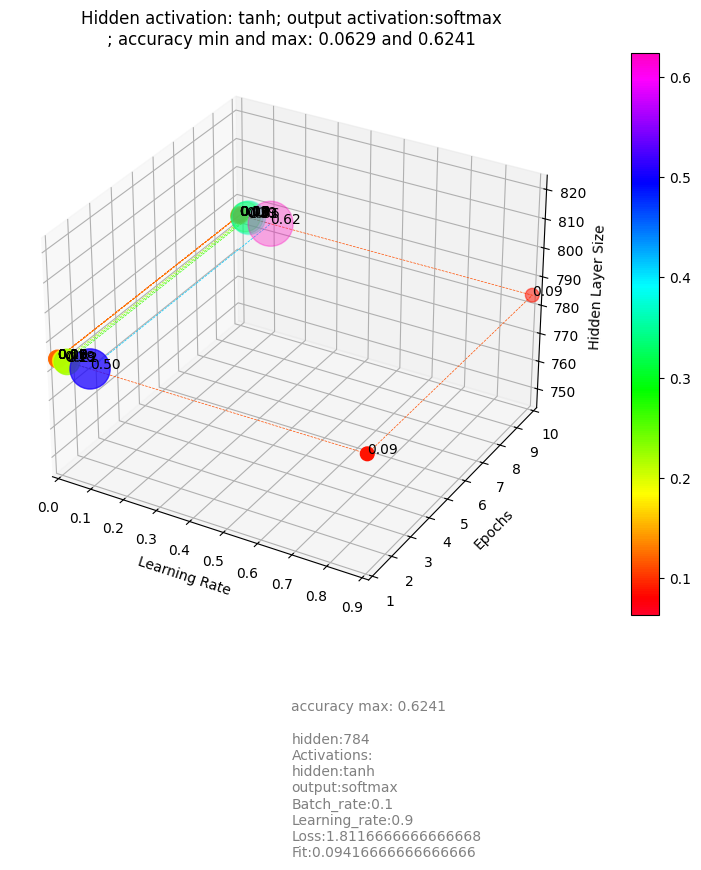 Hidden activation: tanh; output activation:softmax
; accuracy min and max: 0.0629 and 0.6241
0.6
0.5
0.4
0.3
0.2
0.1
820
810
800
790
780
770
760
750
Hidden Layer Size
0.62
0.09
0.50
0.09
0.0
0.1
0.2
0.3
0.4
0.5
0.6
0.7
0.8
0.9
Learning Rate
1
2
3
4
5
6
7
8
9
10
Epochs
accuracy max: 0.6241
hidden:784
Activations:
hidden:tanh
output:softmax
Batch_rate:0.1
Learning_rate:0.9
Loss:1.8116666666666668
Fit:0.09416666666666666